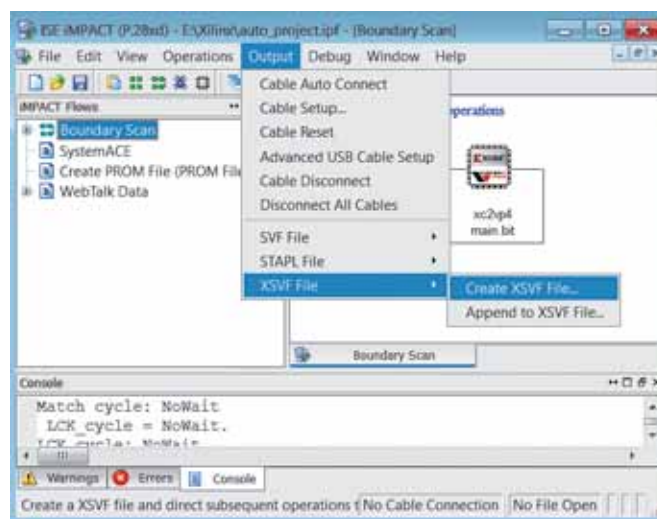 ISE iMPACT (P.28xd) - E:\Xilinx\auto_project.ipf - [Boundary Scan]
File Edit View Operations Output Debug Window Help
iMPACT Flows
Boundary Scan
SystemACE
Create PROM File (PROM File
WebTalk Data
Cable Auto Connect
Cable Setup...
Cable Reset
Advanced USB Cable Setup
Cable Disconnect
Disconnect All Cables
SVF File
STAPL File
XSVF File
Create XSVF File...
Append to XSVF File...
operations
xc2vp4
main.bit
Boundary Scan
Console
Match cycle: NoWait
LCK_cycle = NoWait.
LCK cycle: NoWait
Warnings Errors Console
Create a XSVF file and direct subsequent operations t No Cable Connection No File Open